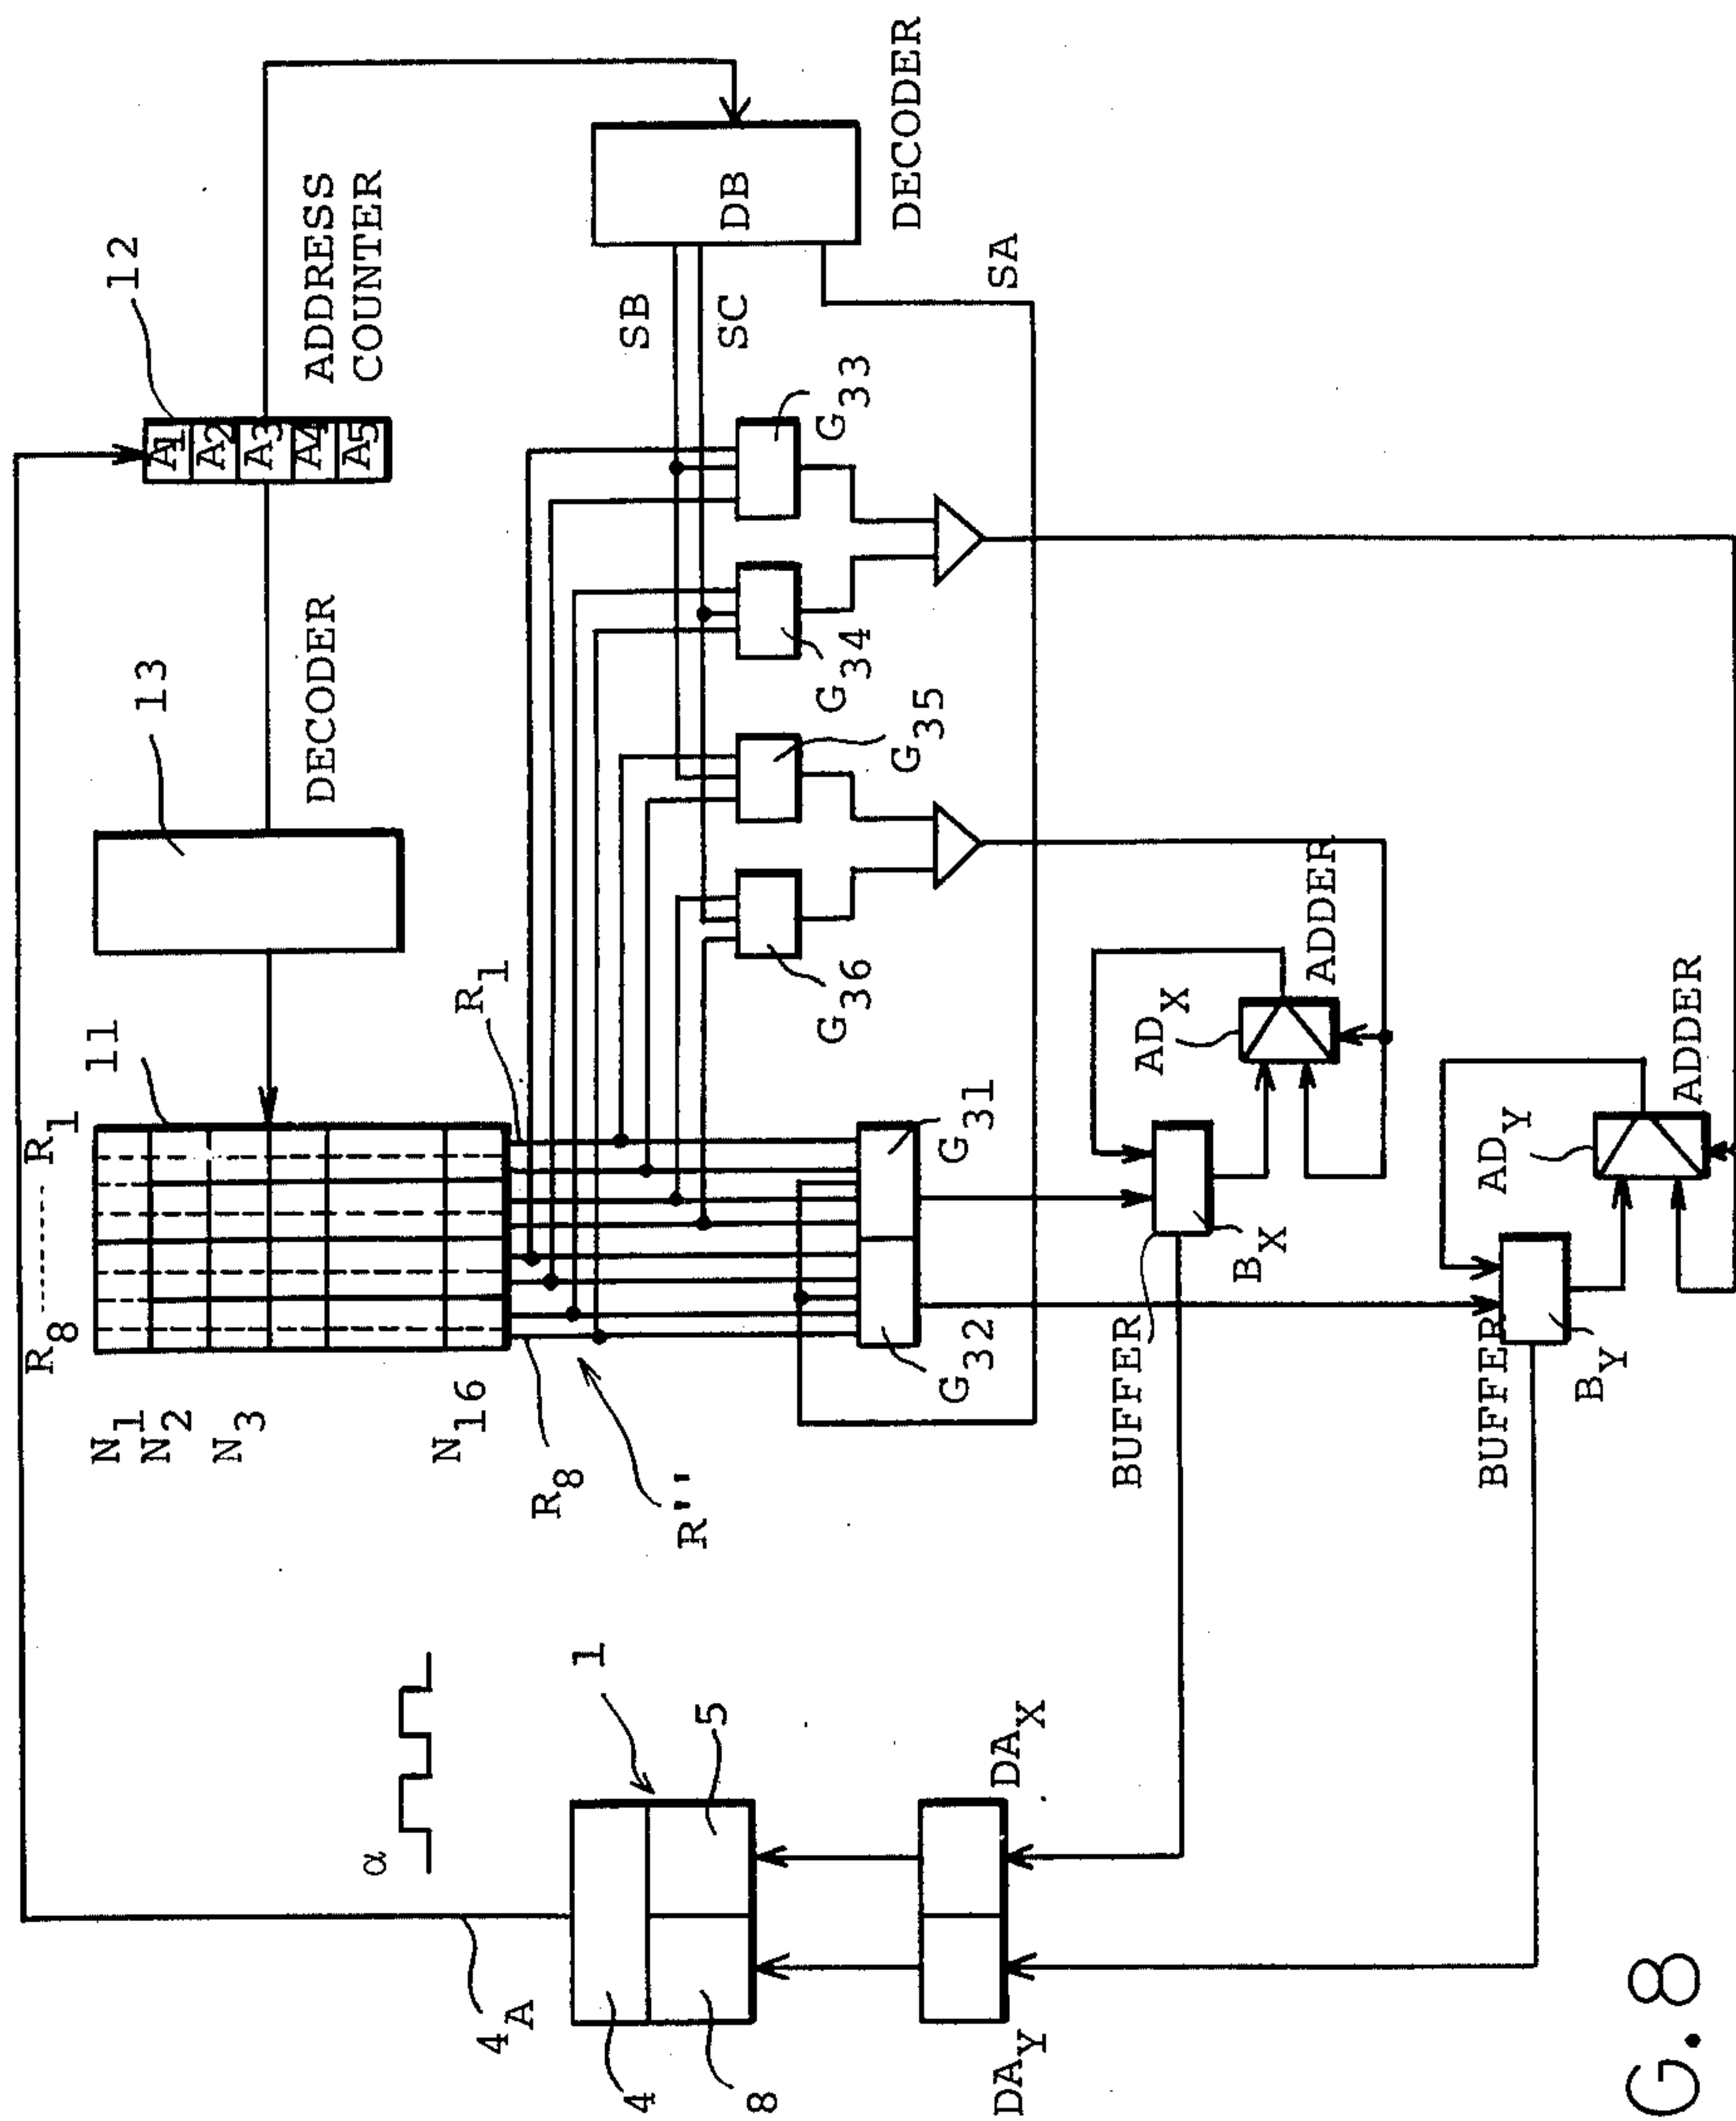 4A
α
N1
N2
N3
N16
R8 ------- R1
11
13
DECODER
12
A1
A2
A3
A4
A5
ADDRESS
COUNTER
4
8
5
1
R8
R''
R1
SB
SC
DB
DECODER
SA
G36
G35
G34
G33
G32
G31
DAY
DAX
BUFFER
BX
ADX
ADDER
BUFFER
BY
ADY
ADDER
G. 8